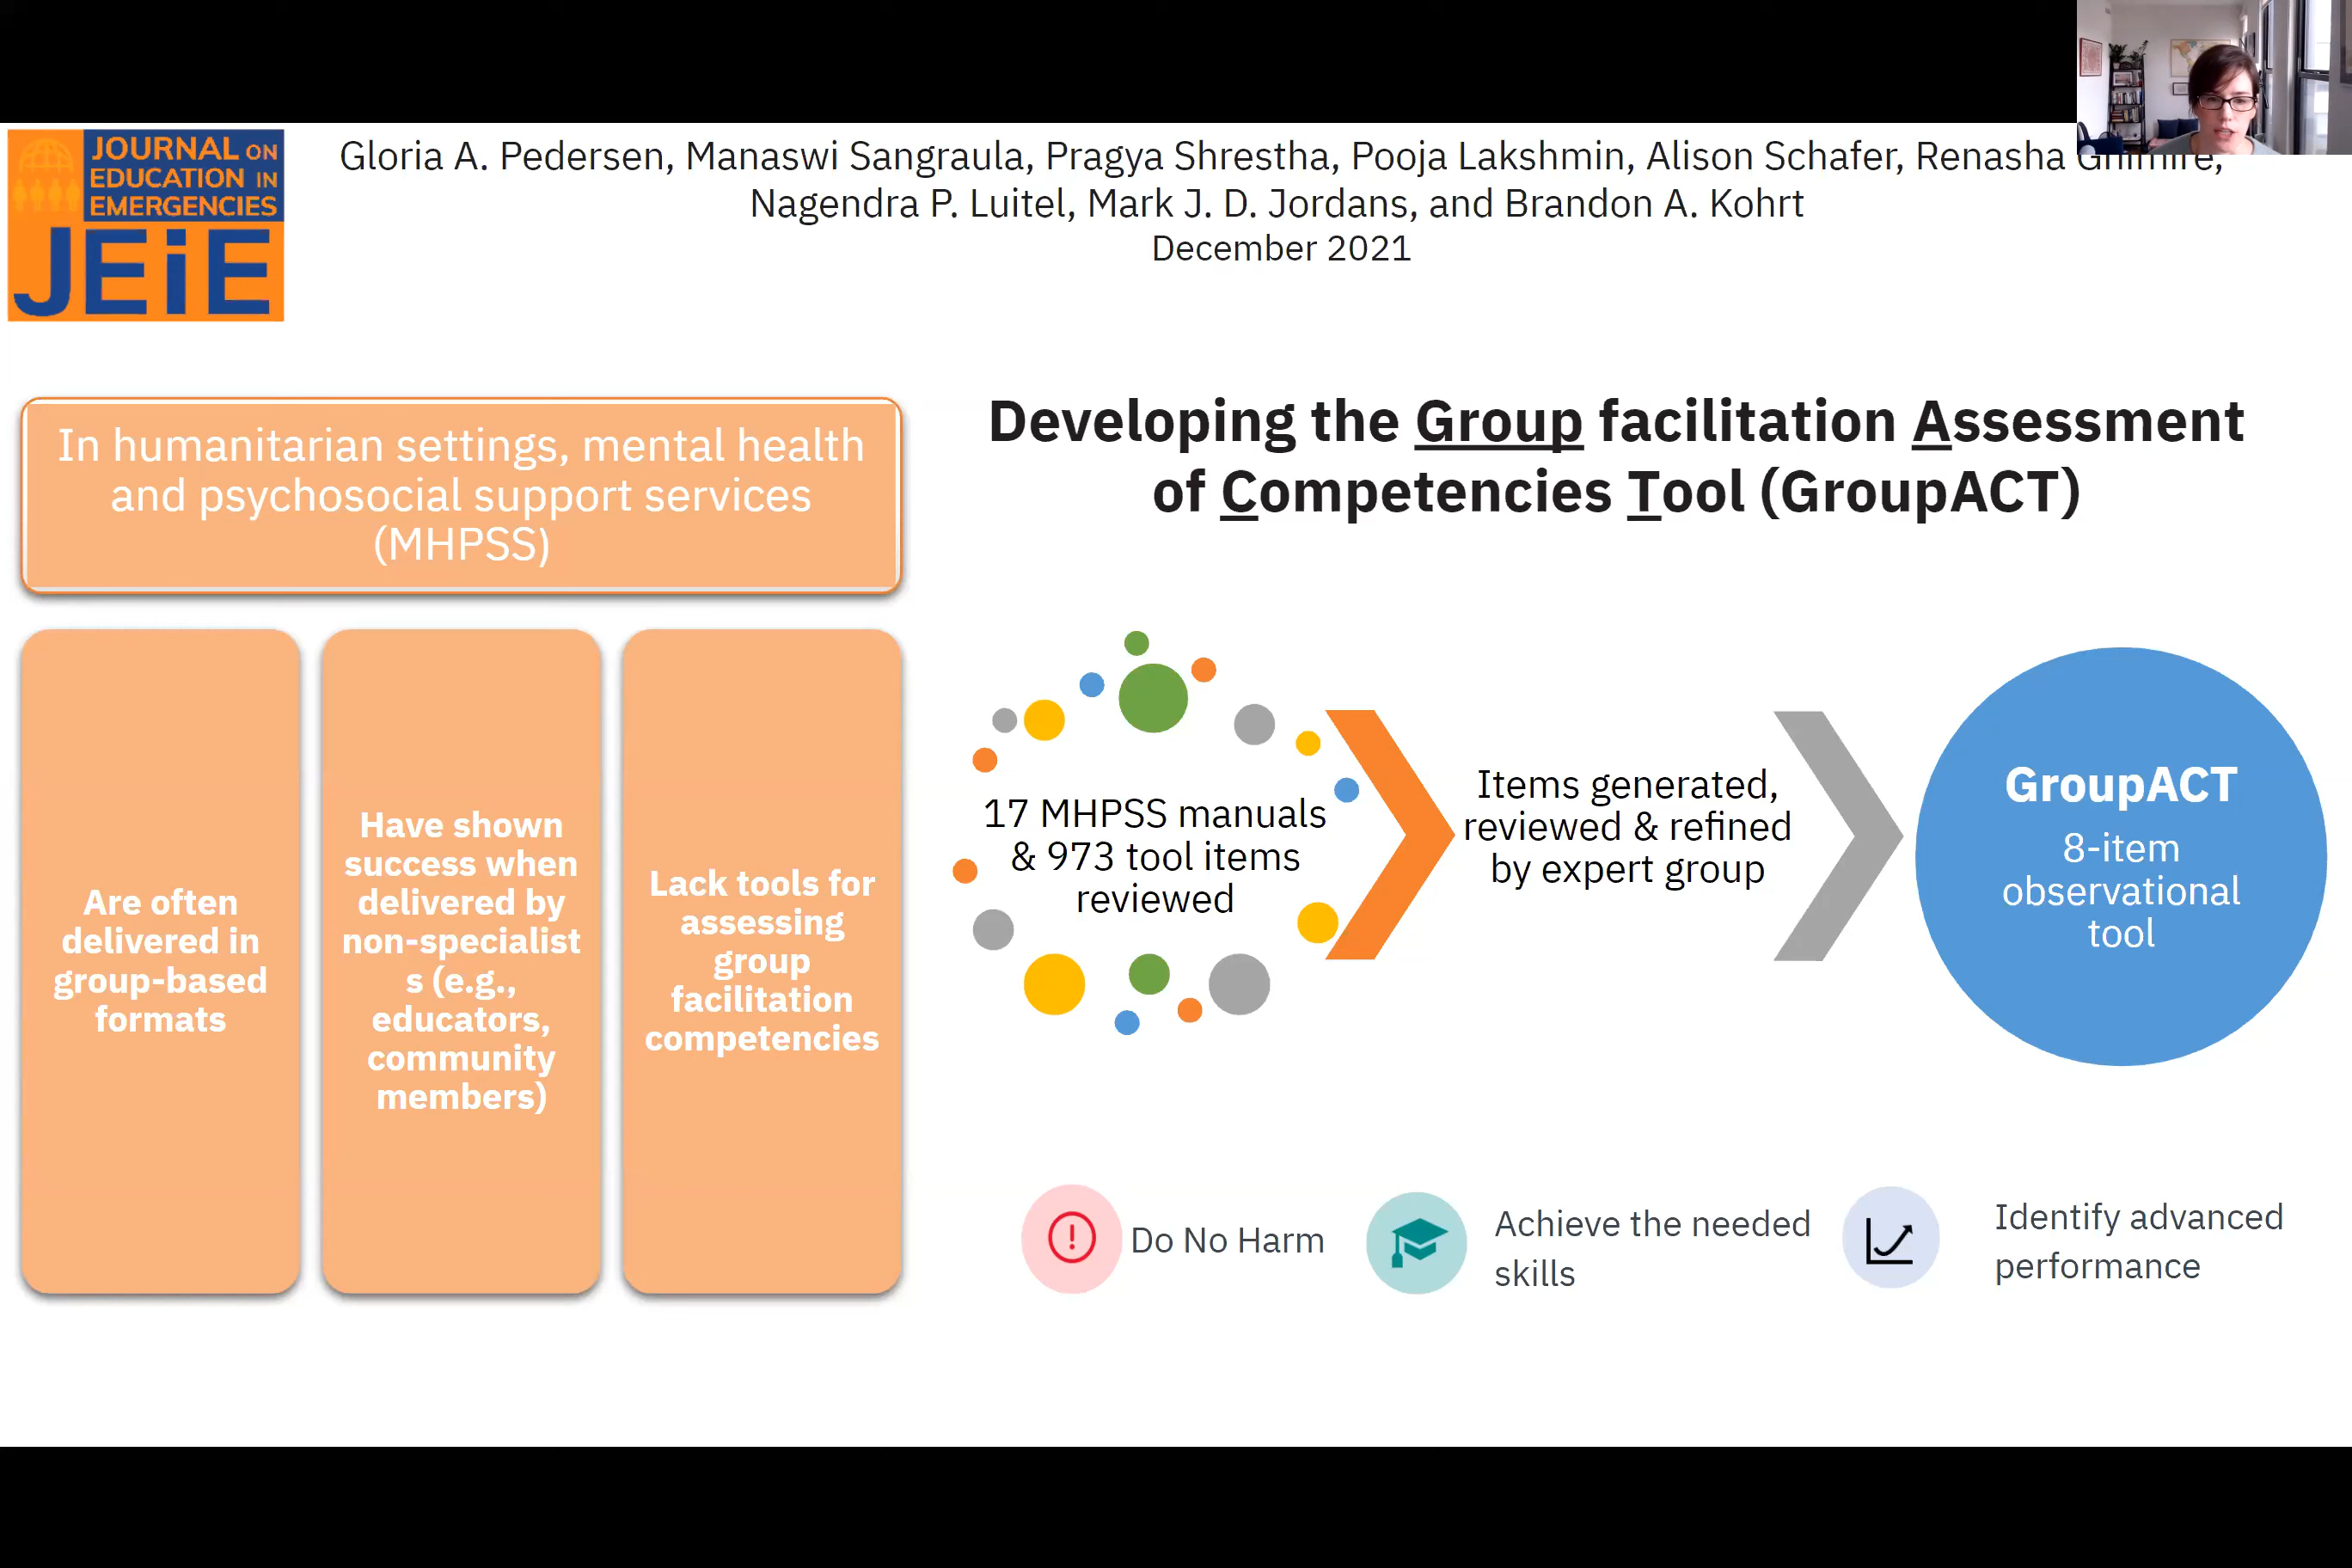 JOURNAL ON
EDUCATION IN
EMERGENCIES
JEiE
Gloria A. Pedersen, Manaswi Sangraula, Pragya Shrestha, Pooja Lakshmin, Alison Schafer, Renasha
Nagendra P. Luitel, Mark J. D. Jordans, and Brandon A. Kohrt
December 2021
In humanitarian settings, mental health
and psychosocial support services
(MHPSS)
Are often
delivered in
group-based
formats
Have shown
success when
delivered by
non-specialist
s (e.g.,
educators,
community
members)
Lack tools for
assessing
group
facilitation
competencies
Developing the Group facilitation Assessment
of Competencies Tool (GroupACT)
17 MHPSS manuals
& 973 tool items
reviewed
Items generated,
reviewed & refined
by expert group
GroupACT
8-item
observational
tool
Do No Harm
Achieve the needed
skills
Identify advanced
performance